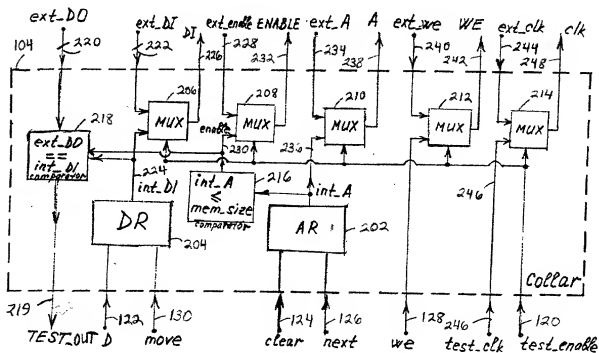 ext_DO ext_DI DI ext_enable ENABLE ext_A A ext_we WE ext_clk clk
220 222 226 228 232 234 238 240 242 244 248
104
206 208 210 212 214
218 MUX MUX MUX MUX MUX
ext_DO
==
int_DI
comparator
enable
224 230 236 246
int_DI 216 int_A
int_A
≤
mem_size
comparator
DR AR
204 202
Collar
219 122 130 124 126 128 246 120
TEST_OUT D move clear next we test_clk test_enable